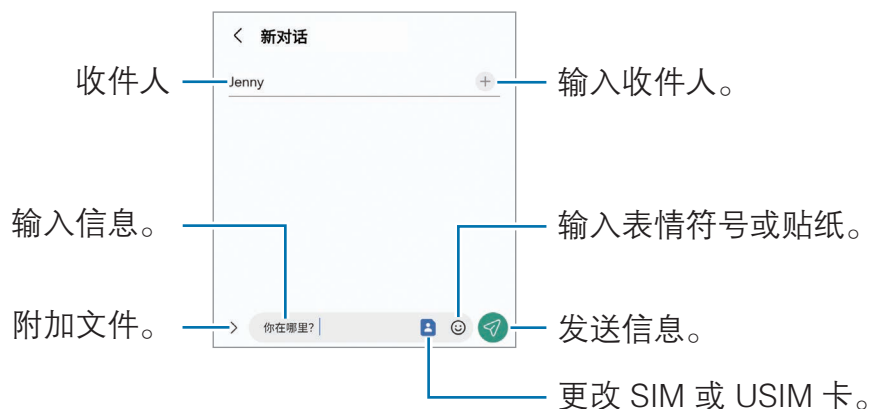 新对话
收件人
Jenny
输入收件人。
输入信息。
输入表情符号或贴纸。
附加文件。
你在哪里?
发送信息。
更改 SIM 或 USIM 卡。